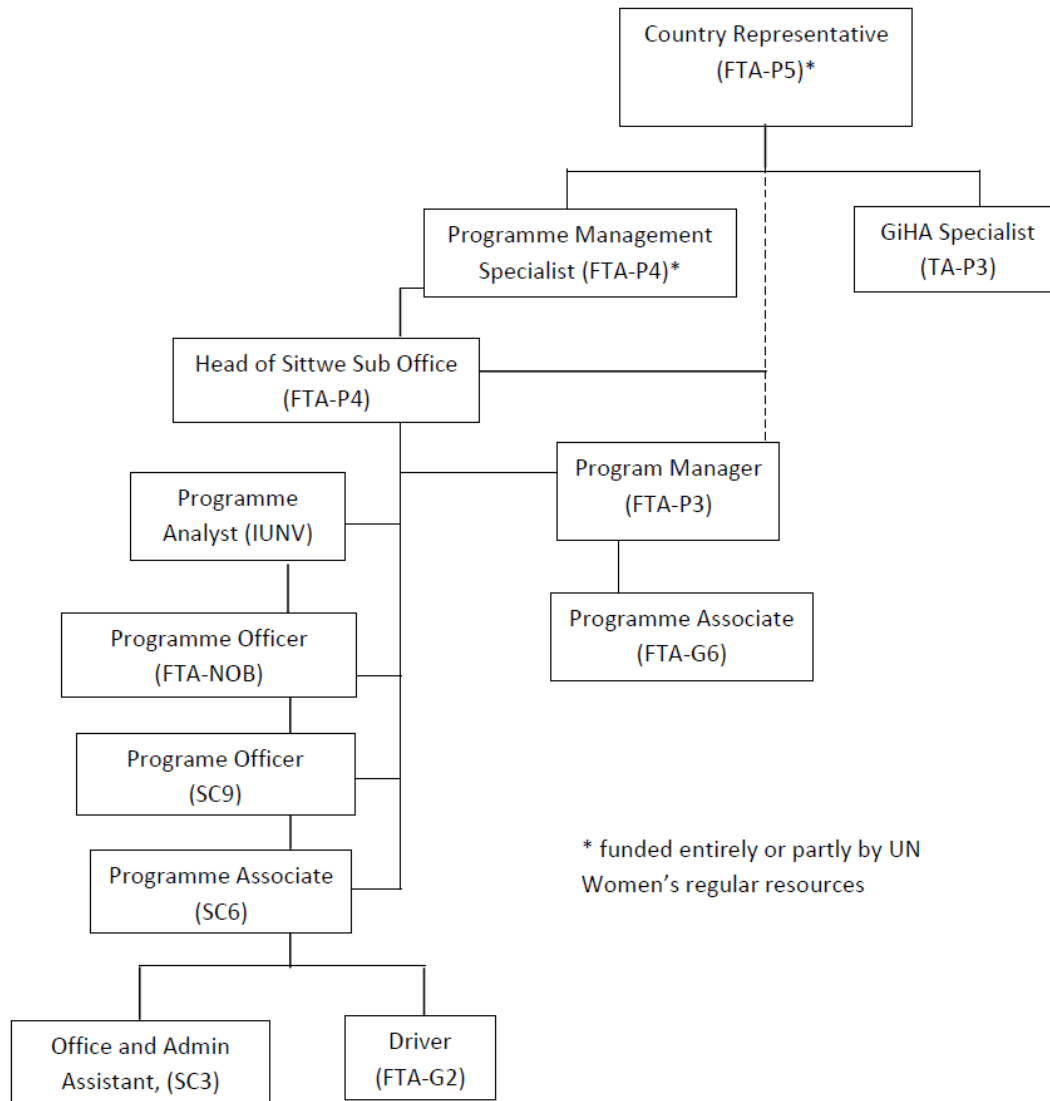 Country Representative
(FTA-P5)*
Programme Management
Specialist (FTA-P4)*
GiHA Specialist
(TA-P3)
Head of Sittwe Sub Office
(FTA-P4)
Program Manager
(FTA-P3)
Programme
Analyst (IUNV)
Programme Associate
(FTA-G6)
Programme Officer
(FTA-NOB)
Programe Officer
(SC9)
* funded entirely or partly by UN
Women’s regular resources
Programme Associate
(SC6)
Office and Admin
Assistant, (SC3)
Driver
(FTA-G2)